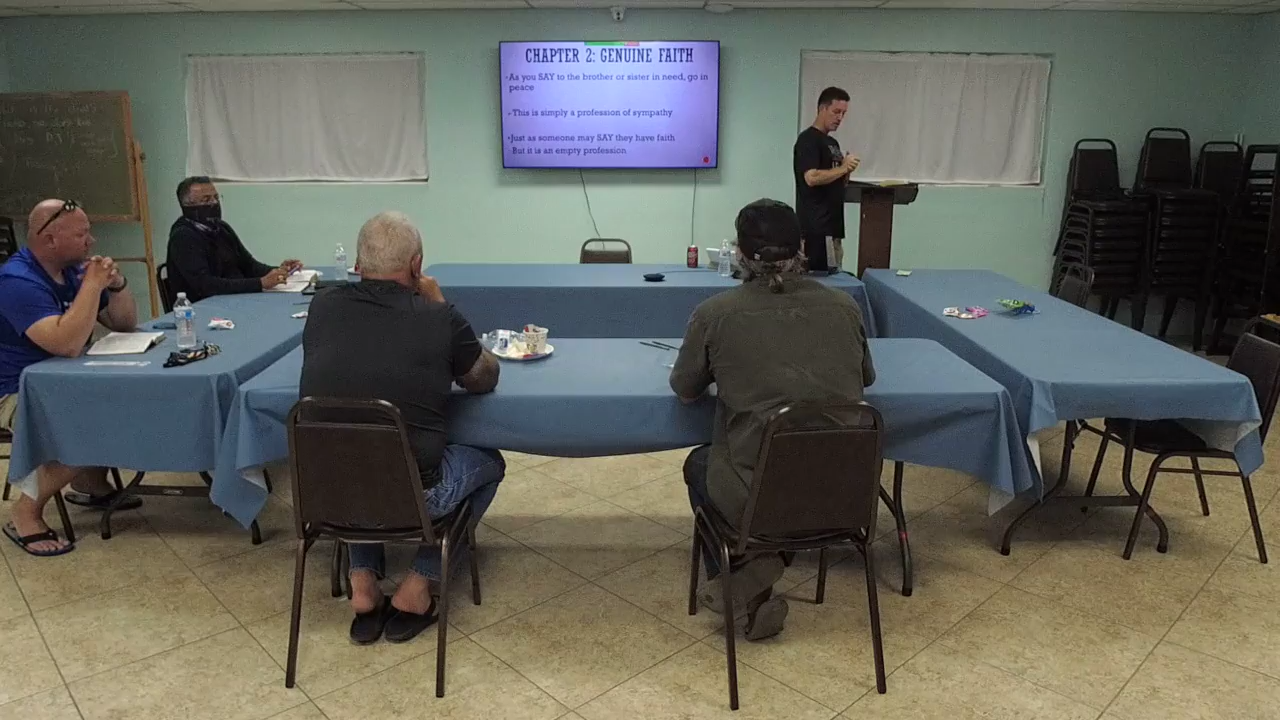 CHAPTER 2: GENUINE FAITH
As you SAY to the brother or sister in need, go in
peace
This is simply a profession of sympathy
Just as someone may SAY they have faith
But it is an empty profession